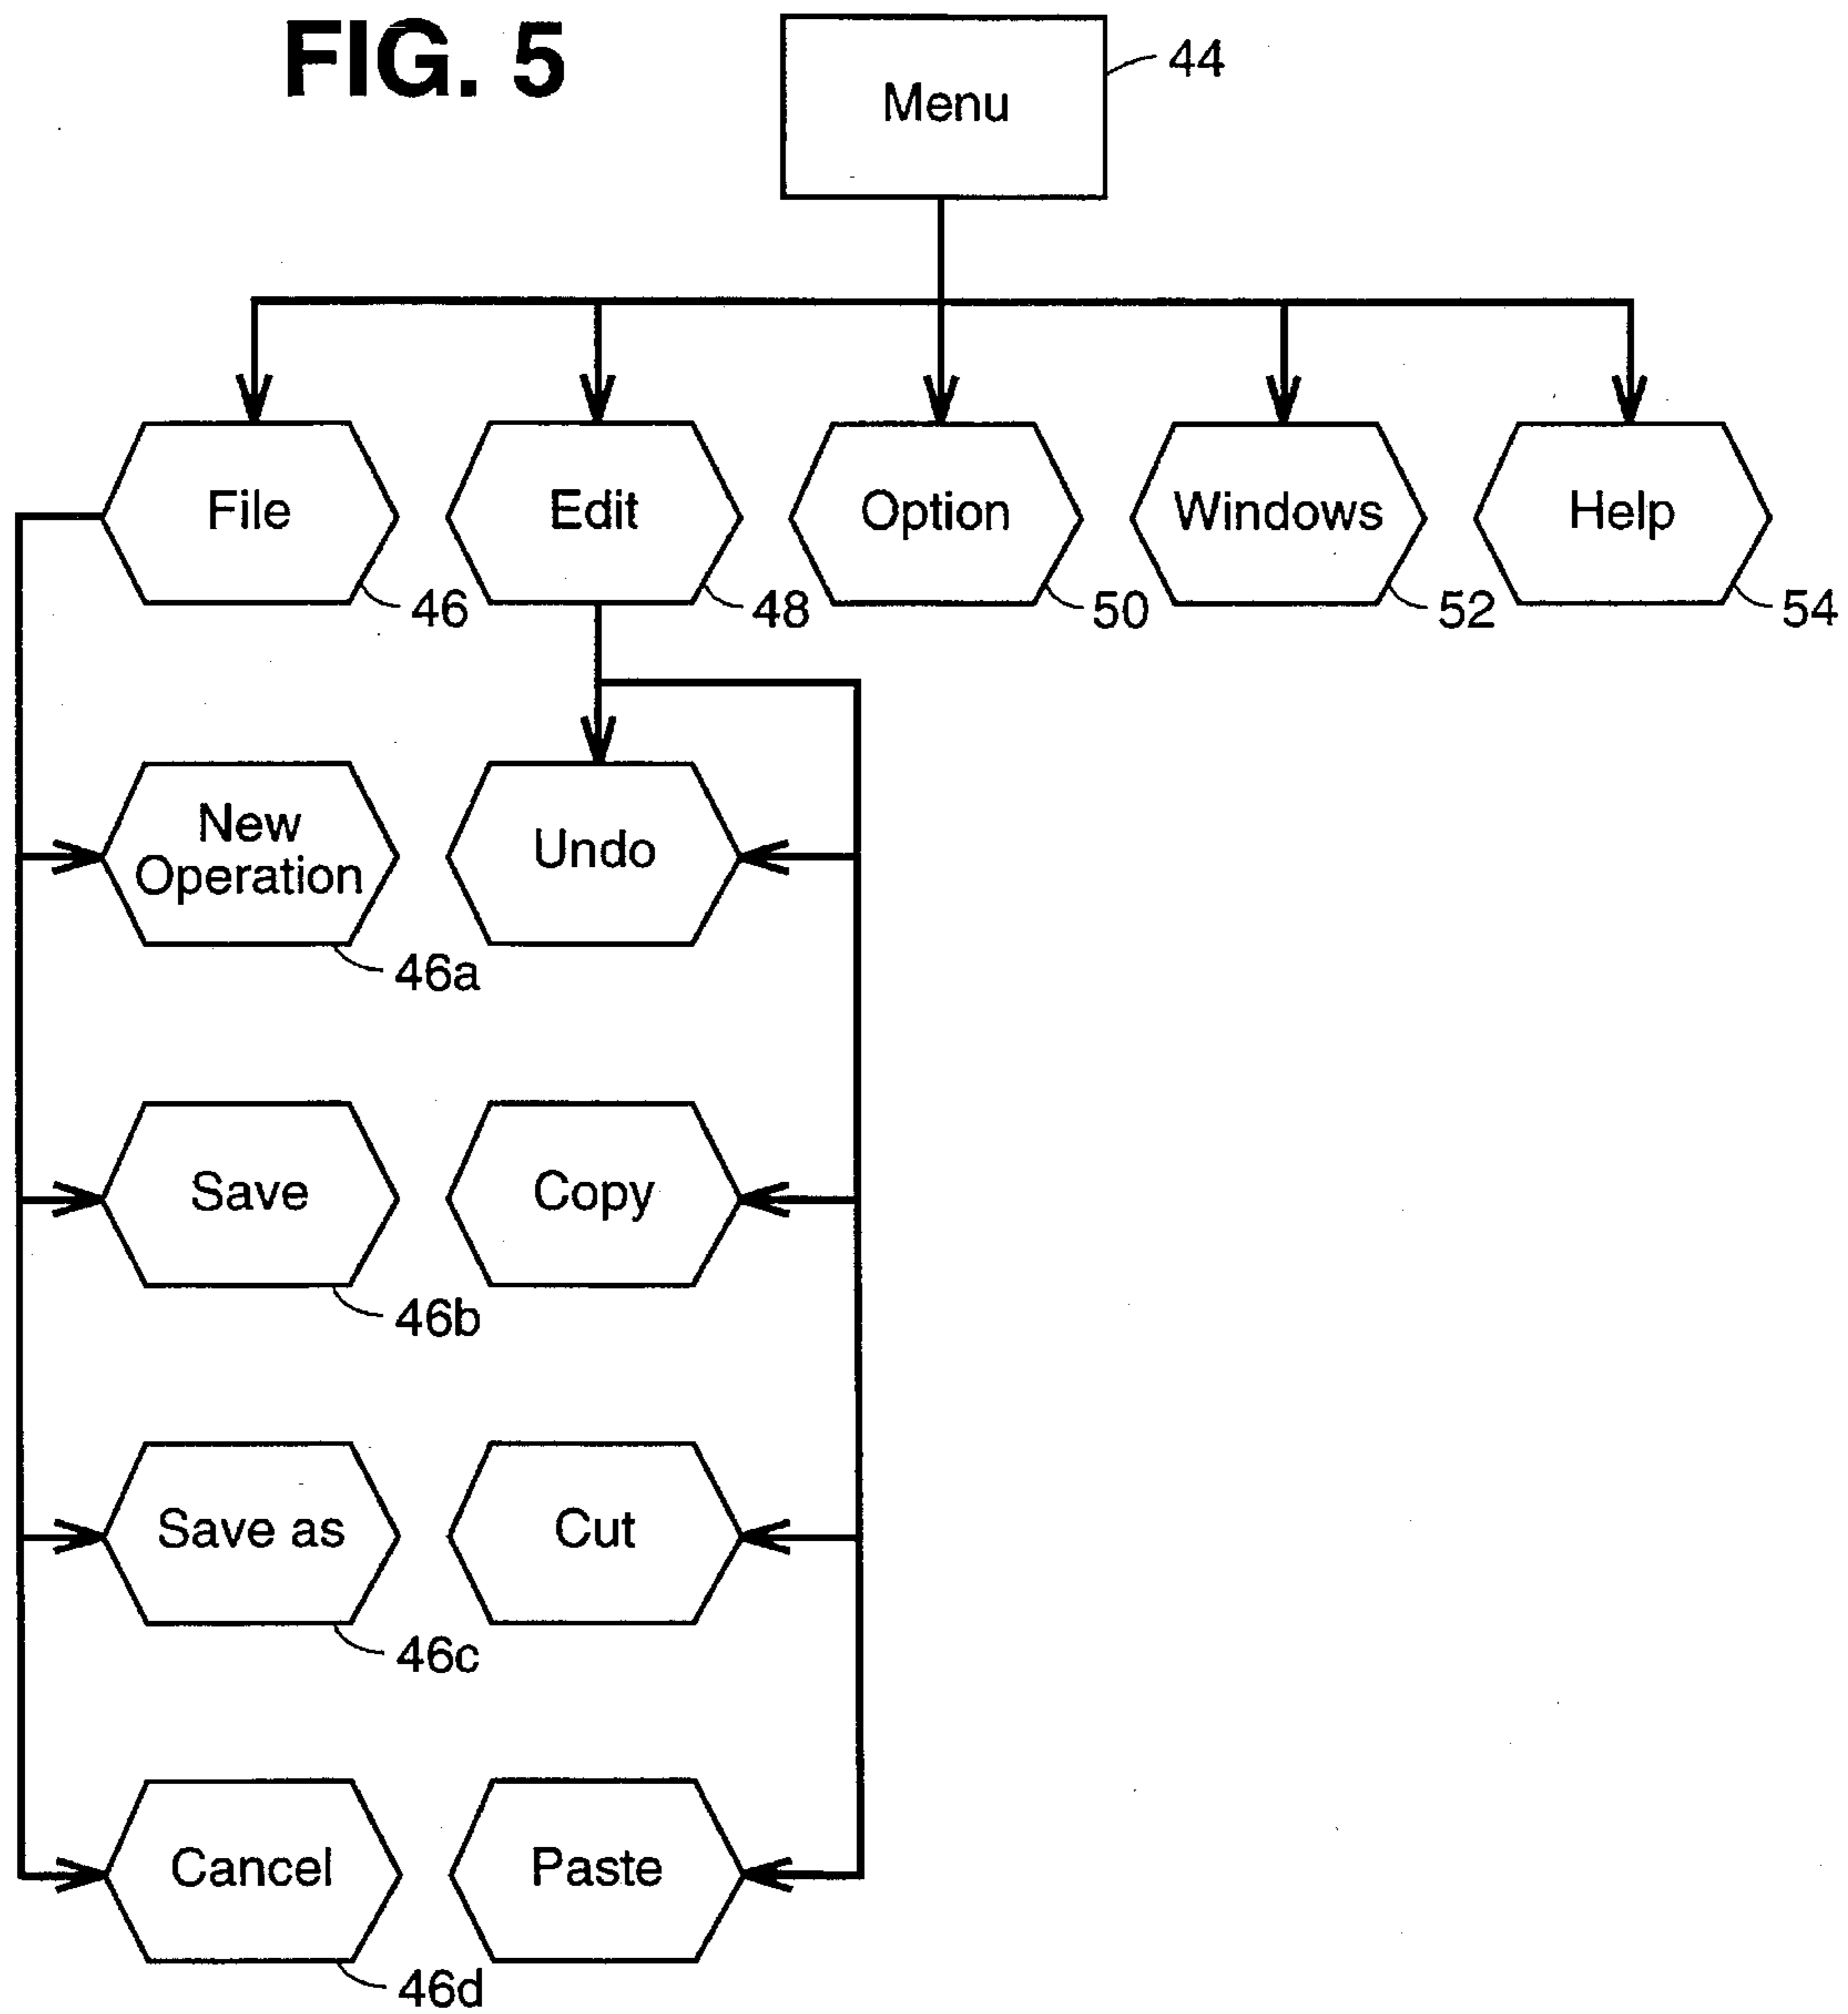 FIG. 5
Menu
44
File
Edit
Option
Windows
Help
46
48
50
52
54
New
Operation
Undo
46a
Save
Copy
46b
Save as
Cut
46c
Cancel
Paste
46d